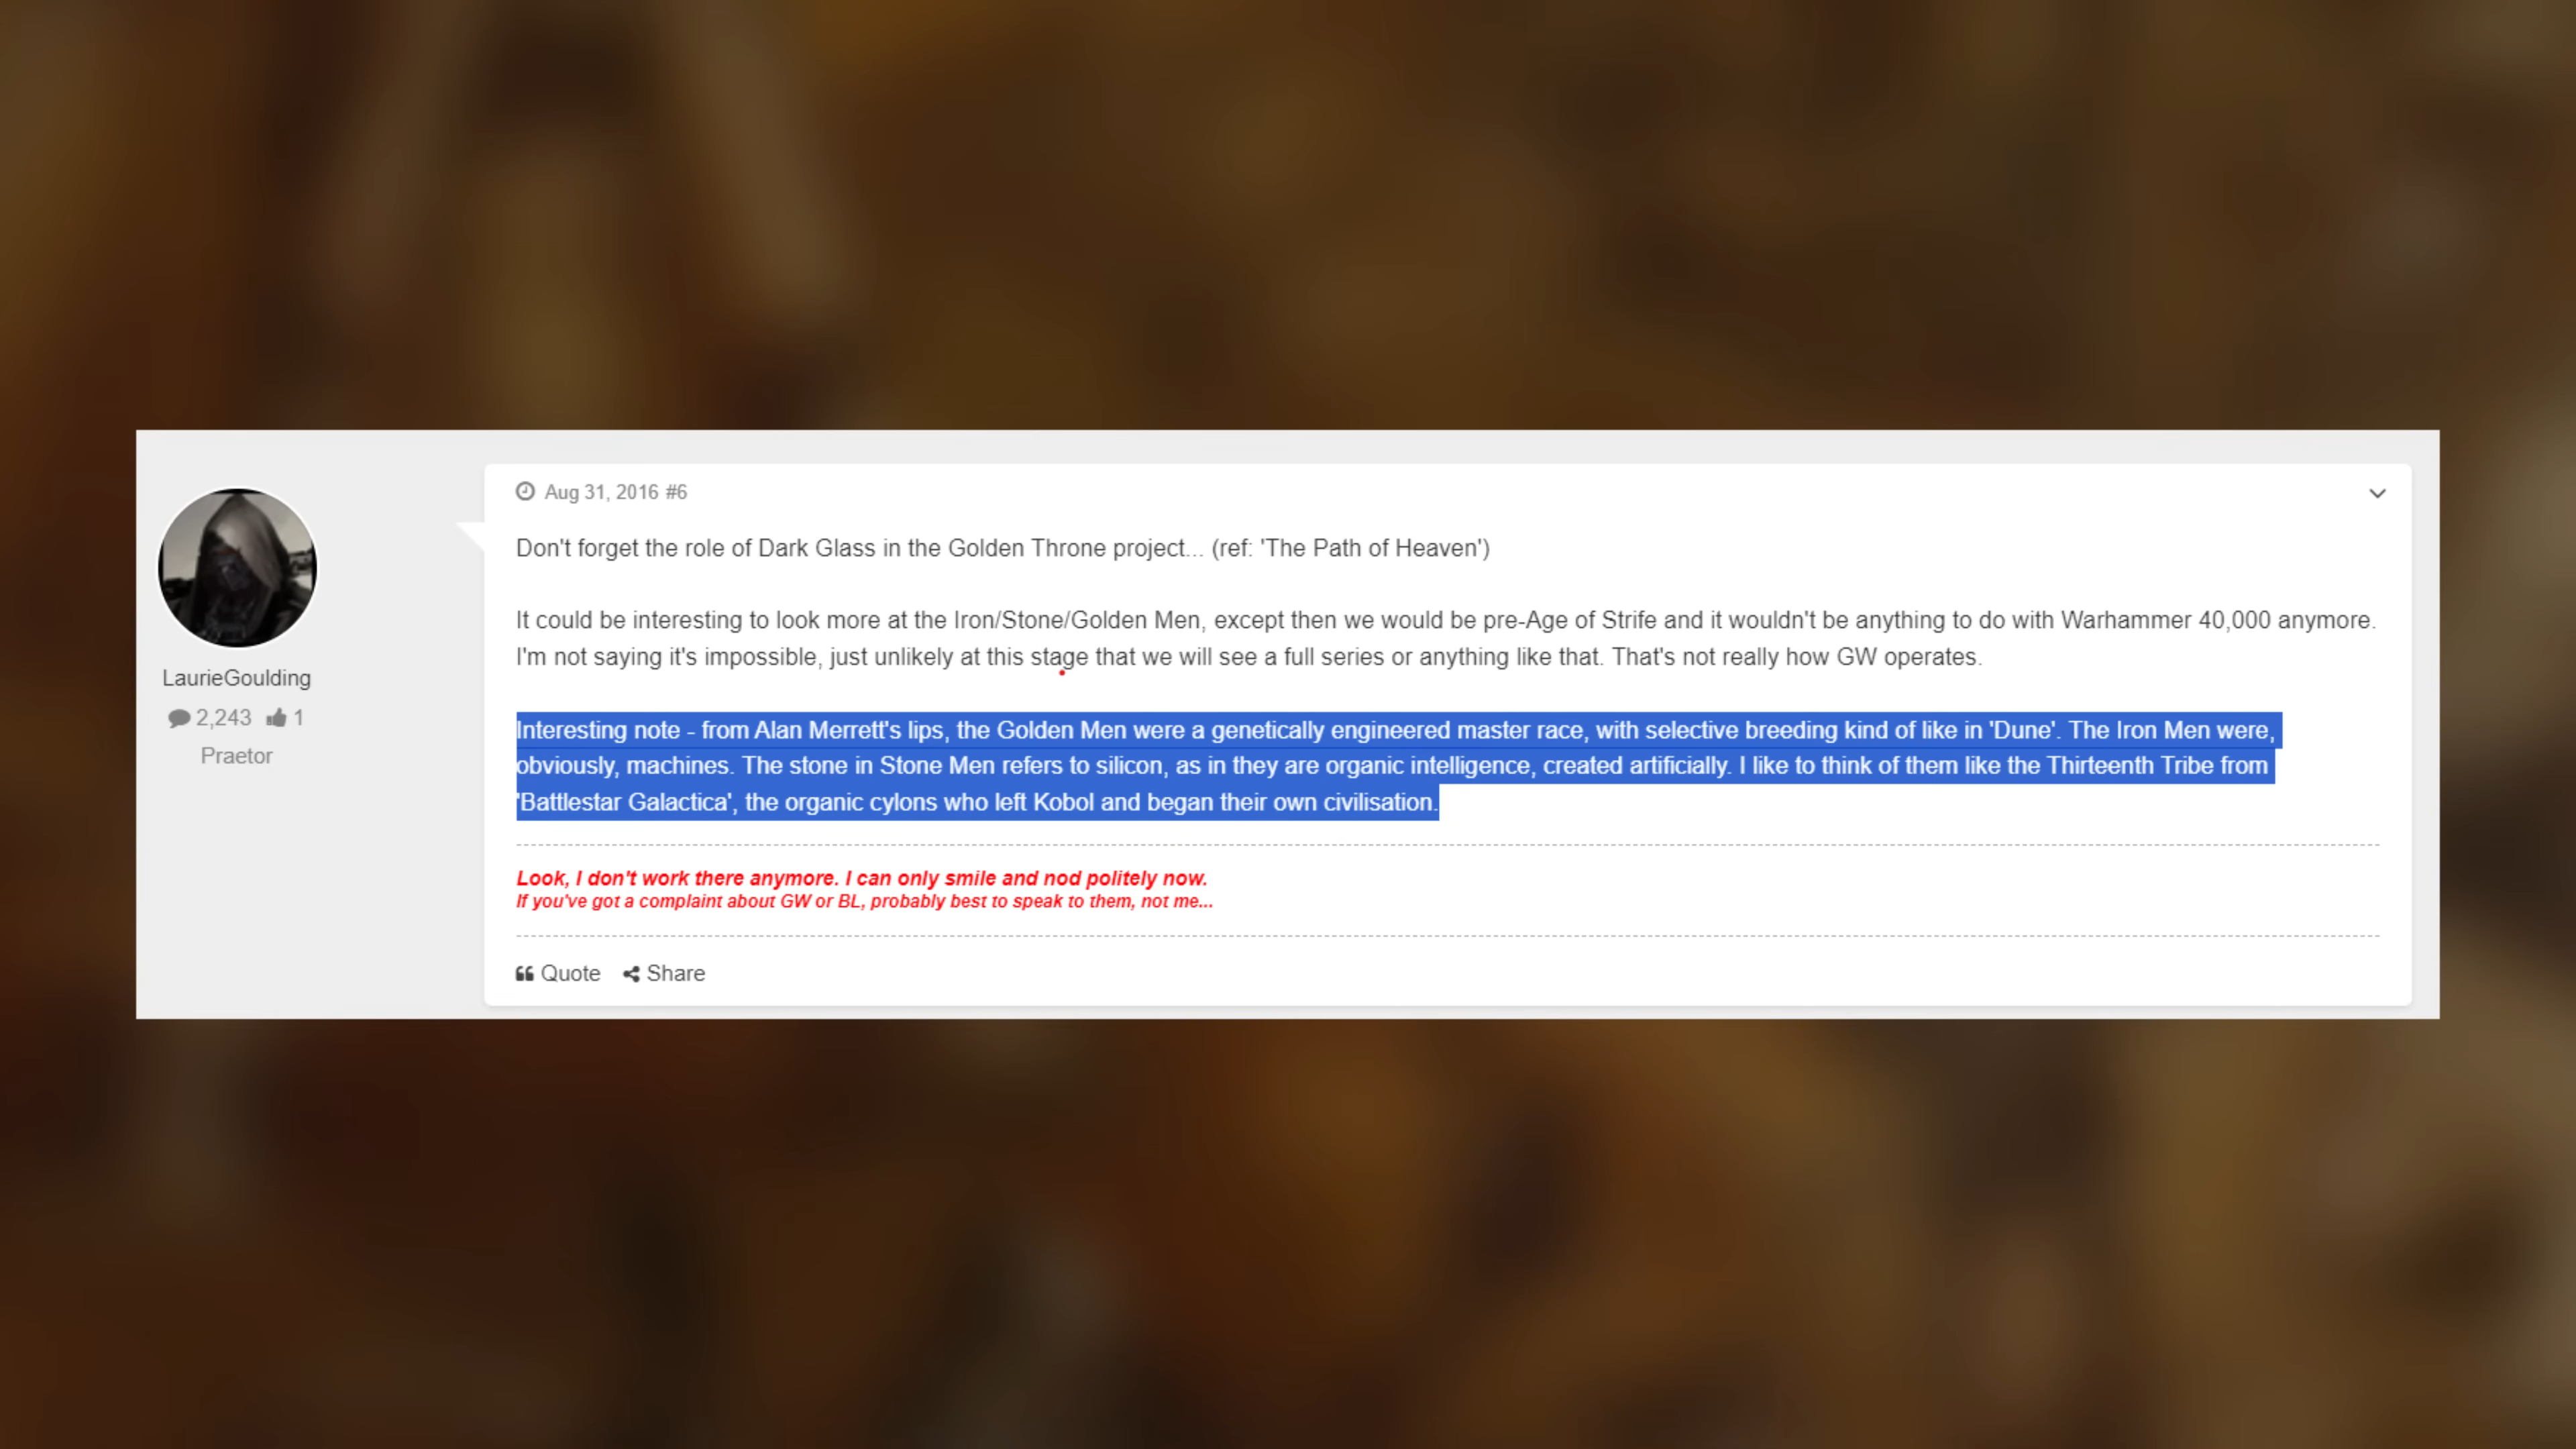 LaurieGoulding
2,243 1
Praetor
Aug 31, 2016 #6
Don't forget the role of Dark Glass in the Golden Throne project... (ref: 'The Path of Heaven')
It could be interesting to look more at the Iron/Stone/Golden Men, except then we would be pre-Age of Strife and it wouldn't be anything to do with Warhammer 40,000 anymore.
I'm not saying it's impossible, just unlikely at this stage that we will see a full series or anything like that. That's not really how GW operates.
Interesting note - from Alan Merrett's lips, the Golden Men were a genetically engineered master race, with selective breeding kind of like in 'Dune'. The Iron Men were,
obviously, machines. The stone in Stone Men refers to silicon, as in they are organic intelligence, created artificially. I like to think of them like the Thirteenth Tribe from
'Battlestar Galactica', the organic cylons who left Kobol and began their own civilisation.
Look, I don't work there anymore. I can only smile and nod politely now.
If you've got a complaint about GW or BL, probably best to speak to them, not me...
Quote Share